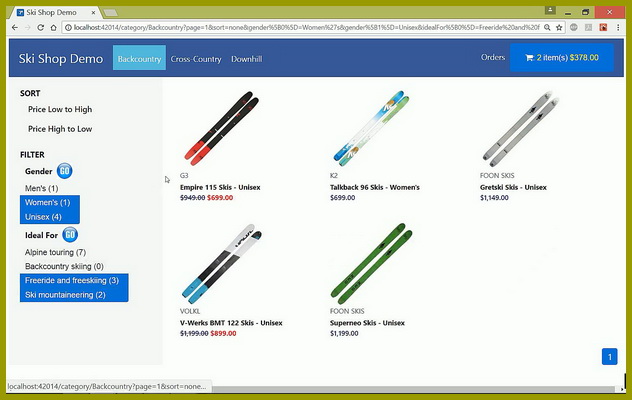 Ski Shop Demo
localhost:42014/category/Backcountry?page=1&sort=none&gender%5B0%5D=Women%27s&gender%5B1%5D=Unisex&idealFor%5B0%5D=Freeride%20and%20f
Ski Shop Demo Backcountry Cross-Country Downhill Orders 2 item(s) $378.00
SORT
Price Low to High
Price High to Low
FILTER
Gender GO
Men's (1)
Women's (1)
Unisex (4)
Ideal For GO
Alpine touring (7)
Backcountry skiing (0)
Freeride and freeskiing (3)
Ski mountaineering (2)
G3
Empire 115 Skis - Unisex
$949.00 $699.00
K2
Talkback 96 Skis - Women's
$699.00
FOON SKIS
Gretski Skis - Unisex
$1,149.00
VOLKL
V-Werks BMT 122 Skis - Unisex
$1,199.00 $899.00
FOON SKIS
Superneo Skis - Unisex
$1,199.00
1
localhost:42014/category/Backcountry?page=1&sort=none...